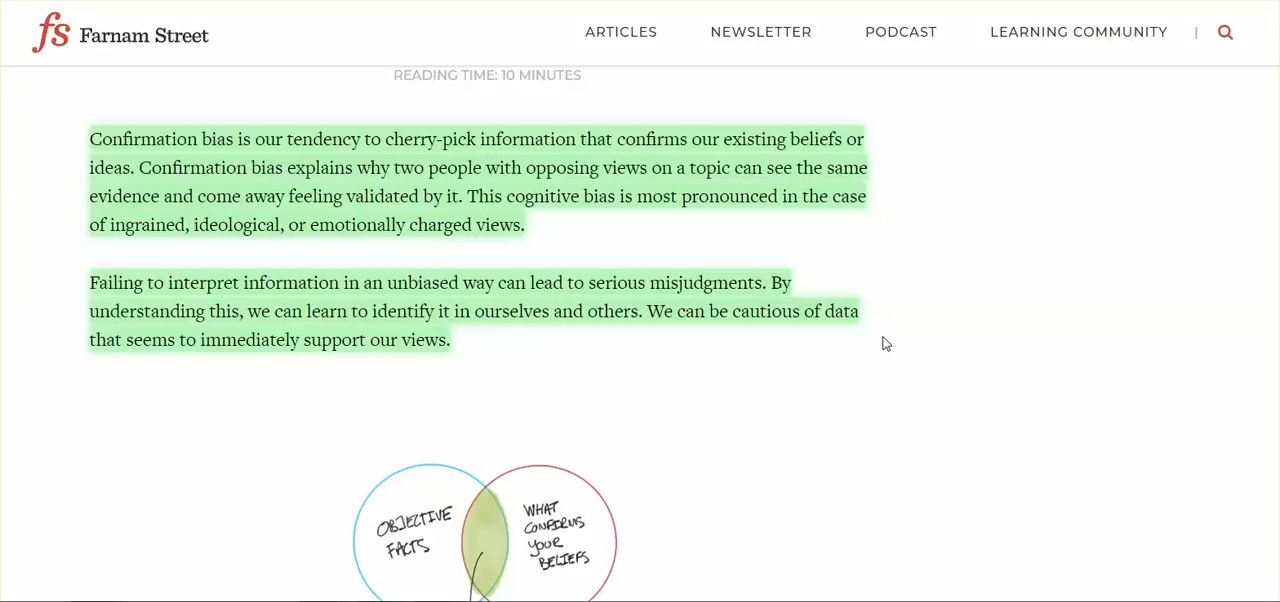 fs Farnam Street
ARTICLES NEWSLETTER PODCAST LEARNING COMMUNITY |
READING TIME: 10 MINUTES
Confirmation bias is our tendency to cherry-pick information that confirms our existing beliefs or
ideas. Confirmation bias explains why two people with opposing views on a topic can see the same
evidence and come away feeling validated by it. This cognitive bias is most pronounced in the case
of ingrained, ideological, or emotionally charged views.
Failing to interpret information in an unbiased way can lead to serious misjudgments. By
understanding this, we can learn to identify it in ourselves and others. We can be cautious of data
that seems to immediately support our views.
OBJECTIVE
FACTS
WHAT
CONFIRMS
YOUR
BELIEFS